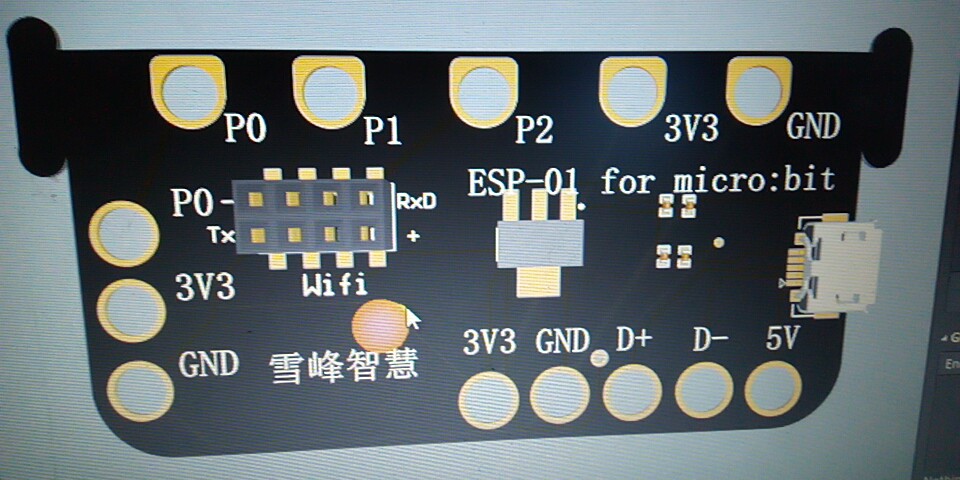 P0 P1 P2 3V3 GND
ESP-01 for micro:bit
P0- RxD
Tx +
3V3 Wifi
GND 雪峰智慧
3V3 GND D+ D- 5V